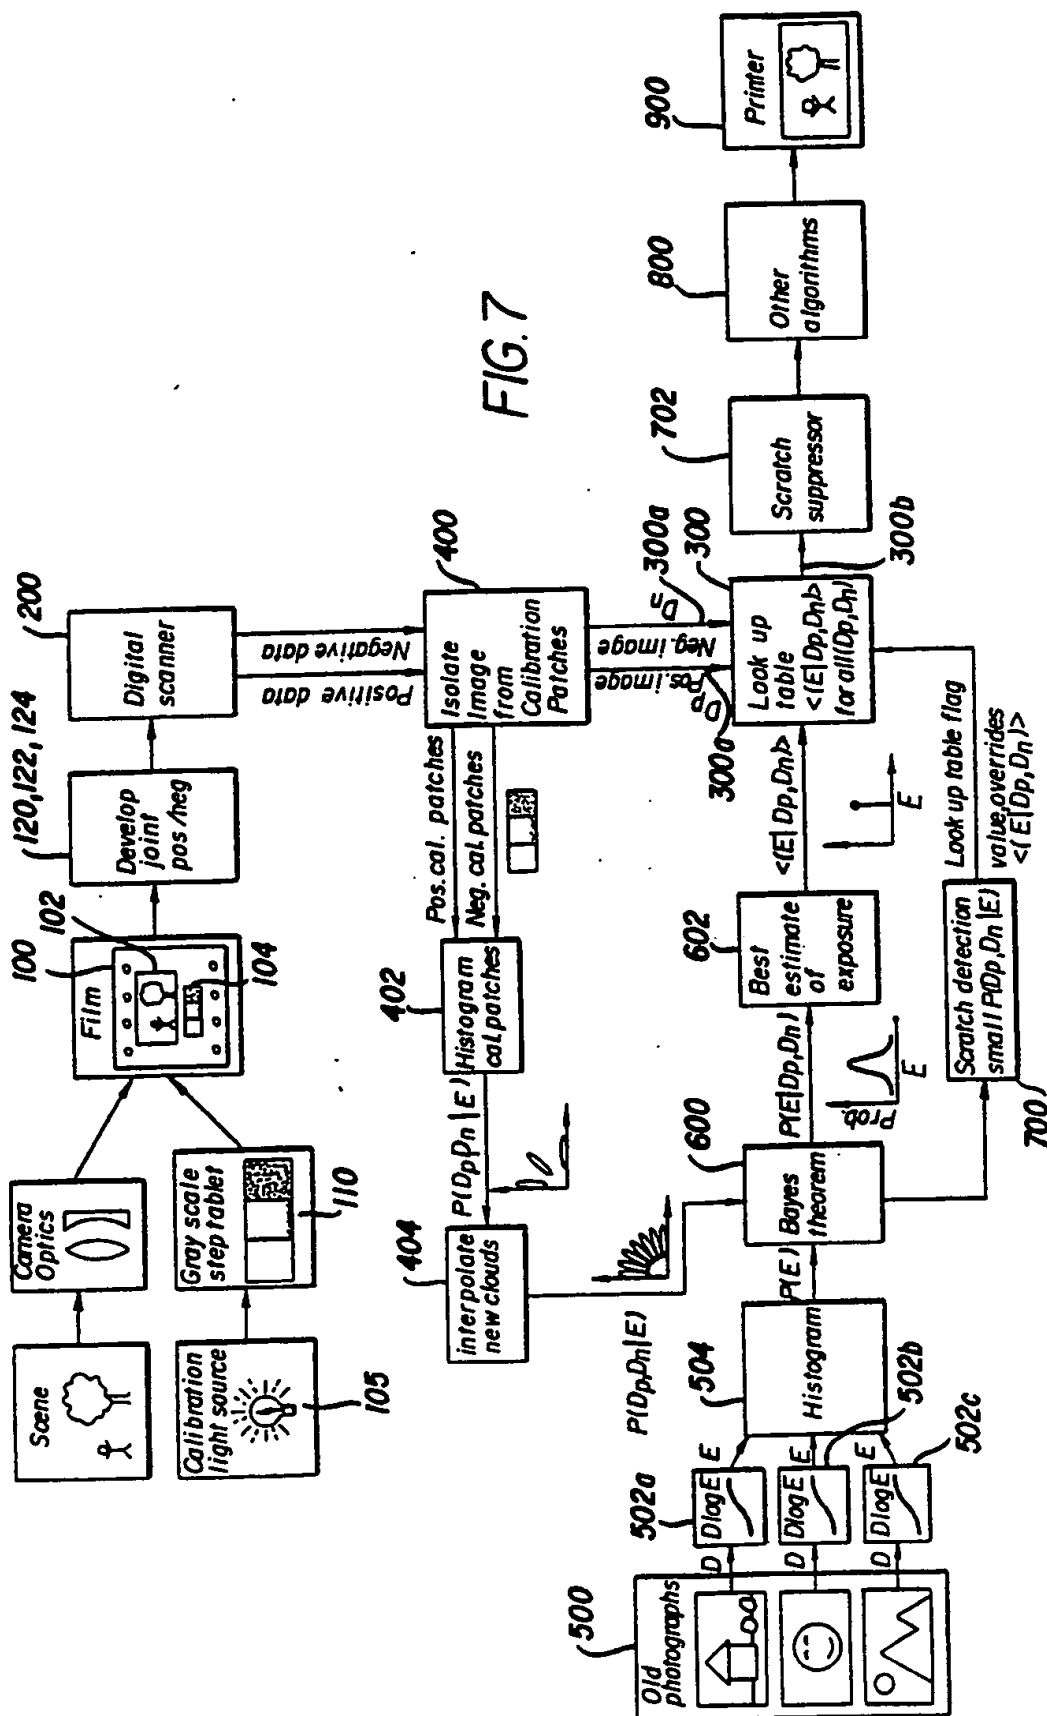 Scene
Camera
Optics
Calibration
light source
105
Gray scale
step tablet
110
Film
100
102
104
120,122,124
Develop
joint
pos/neg
200
Digital
scanner
Positive data
Negative data
FIG.7
400
Isolate
Image
from
Calibration
Patches
Pos.cal. patches
Neg. cal. patches
402
Histogram
cal.patches
P(Dp,Dn|E)
404
interpolate
new clouds
P(Dp,Dn|E)
Dp
Pos.image
Neg.image
Dn
300a
300a
300
Look up
table
<(E|Dp,Dn)>
for all(Dp,Dn)
300b
702
Scratch
suppressor
800
Other
algorithms
900
Printer
500
Old
photographs
D
D
D
502a
DlogE
DlogE
DlogE
E
E
E
502b
502c
504
Histogram
P(E)
600
Bayes
theorem
P(E|Dp,Dn)
Prob.
E
602
Best
estimate
of
exposure
<(E|Dp,Dn)>
E
700
Scratch detection
small P(Dp,Dn|E)
Look up table flag
value,overrides
<(E|Dp,Dn)>